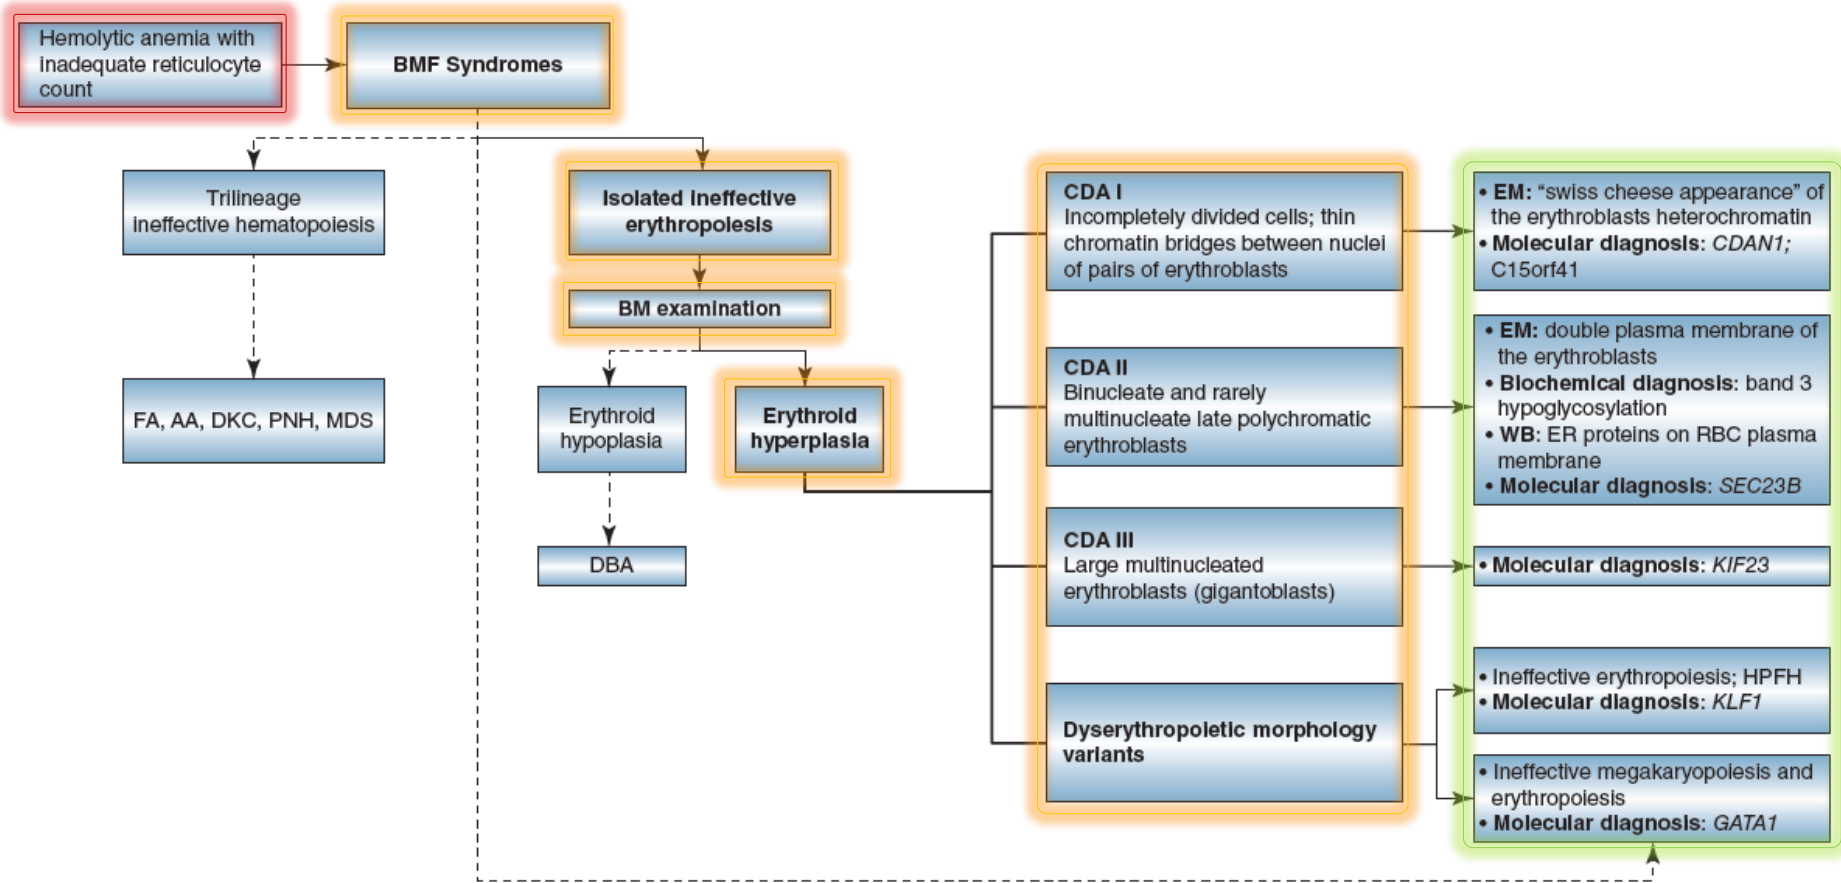 Hemolytic anemia with
inadequate reticulocyte
count
BMF Syndromes
Trilineage
ineffective hematopoiesis
FA, AA, DKC, PNH, MDS
Isolated ineffective
erythropoiesis
BM examination
Erythroid
hypoplasia
DBA
Erythroid
hyperplasia
CDA I
Incompletely divided cells; thin
chromatin bridges between nuclei
of pairs of erythroblasts
CDA II
Binucleate and rarely
multinucleate late polychromatic
erythroblasts
CDA III
Large multinucleated
erythroblasts (gigantoblasts)
Dyserythropoietic morphology
variants
• EM: “swiss cheese appearance” of
the erythroblasts heterochromatin
• Molecular diagnosis: CDAN1;
C15orf41
• EM: double plasma membrane of
the erythroblasts
• Biochemical diagnosis: band 3
hypoglycosylation
• WB: ER proteins on RBC plasma
membrane
• Molecular diagnosis: SEC23B
• Molecular diagnosis: KIF23
• Ineffective erythropoiesis; HPFH
• Molecular diagnosis: KLF1
• Ineffective megakaryopoiesis and
erythropoiesis
• Molecular diagnosis: GATA1